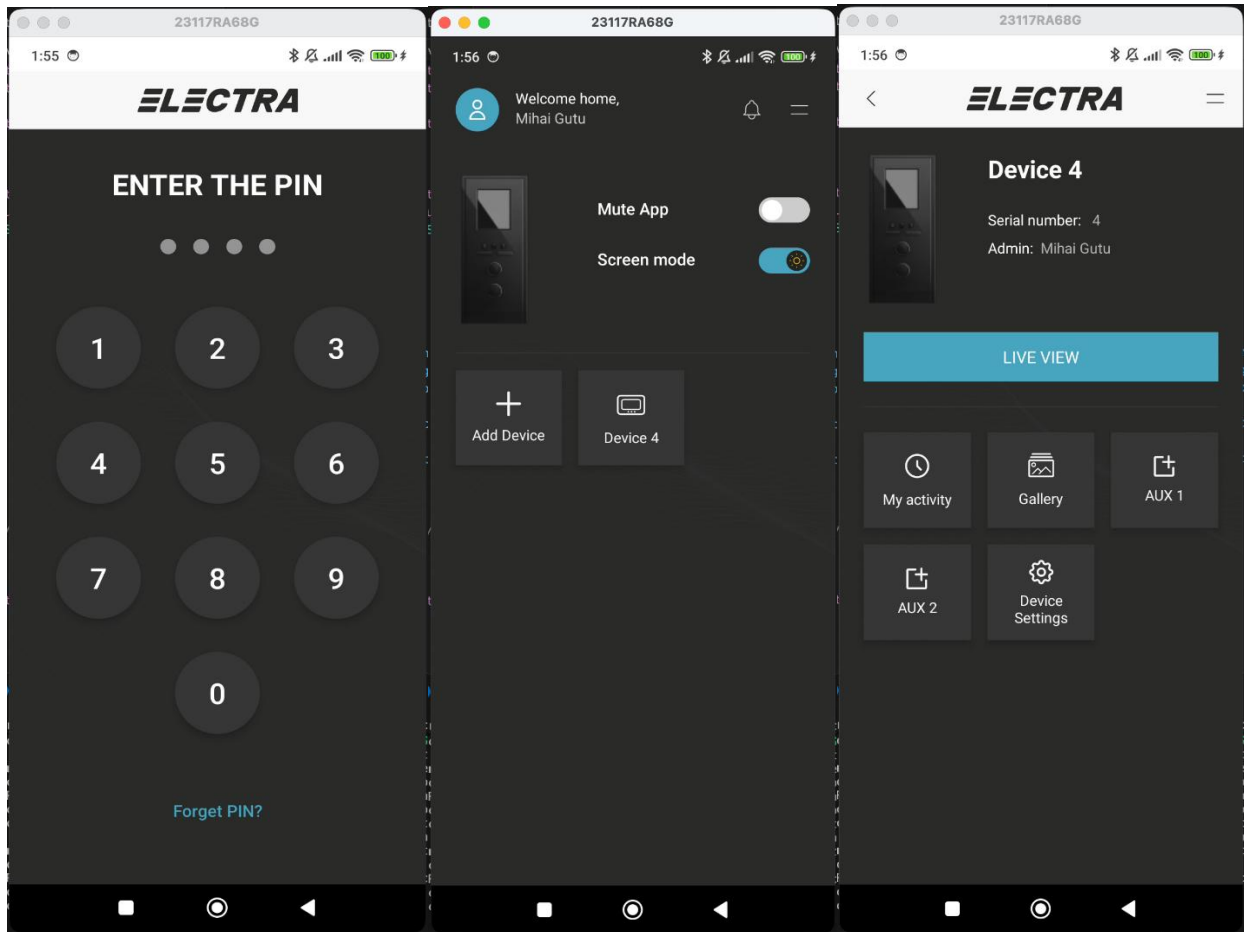 23117RA68G
1:55
100
ELECTRA
ENTER THE PIN
1
2
3
4
5
6
7
8
9
0
Forget PIN?
23117RA68G
1:56
100
Welcome home,
Mihai Gutu
Mute App
Screen mode
Add Device
Device 4
23117RA68G
1:56
100
ELECTRA
Device 4
Serial number: 4
Admin: Mihai Gutu
LIVE VIEW
My activity
Gallery
AUX 1
AUX 2
Device
Settings